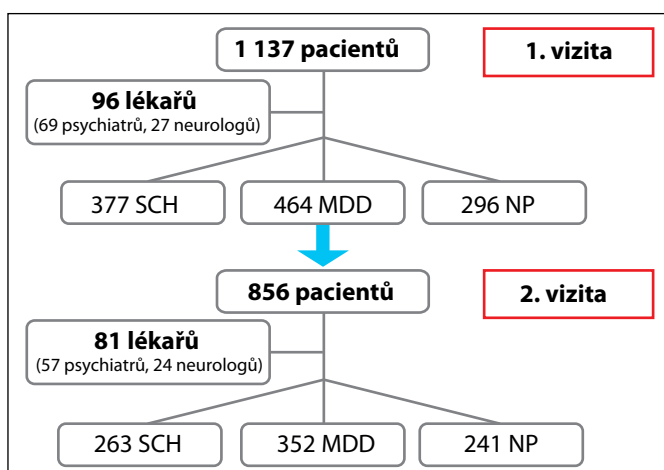 1 137 pacientů
1. vizita
96 lékařů
(69 psychiatrů, 27 neurologů)
377 SCH
464 MDD
296 NP
856 pacientů
2. vizita
81 lékařů
(57 psychiatrů, 24 neurologů)
263 SCH
352 MDD
241 NP